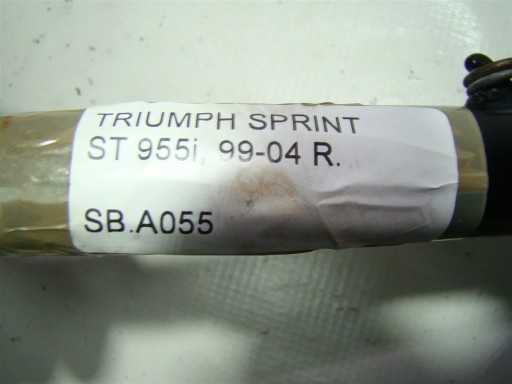 TRIUMPH SPRINT
ST 955i, 99-04 R.
SB.A055